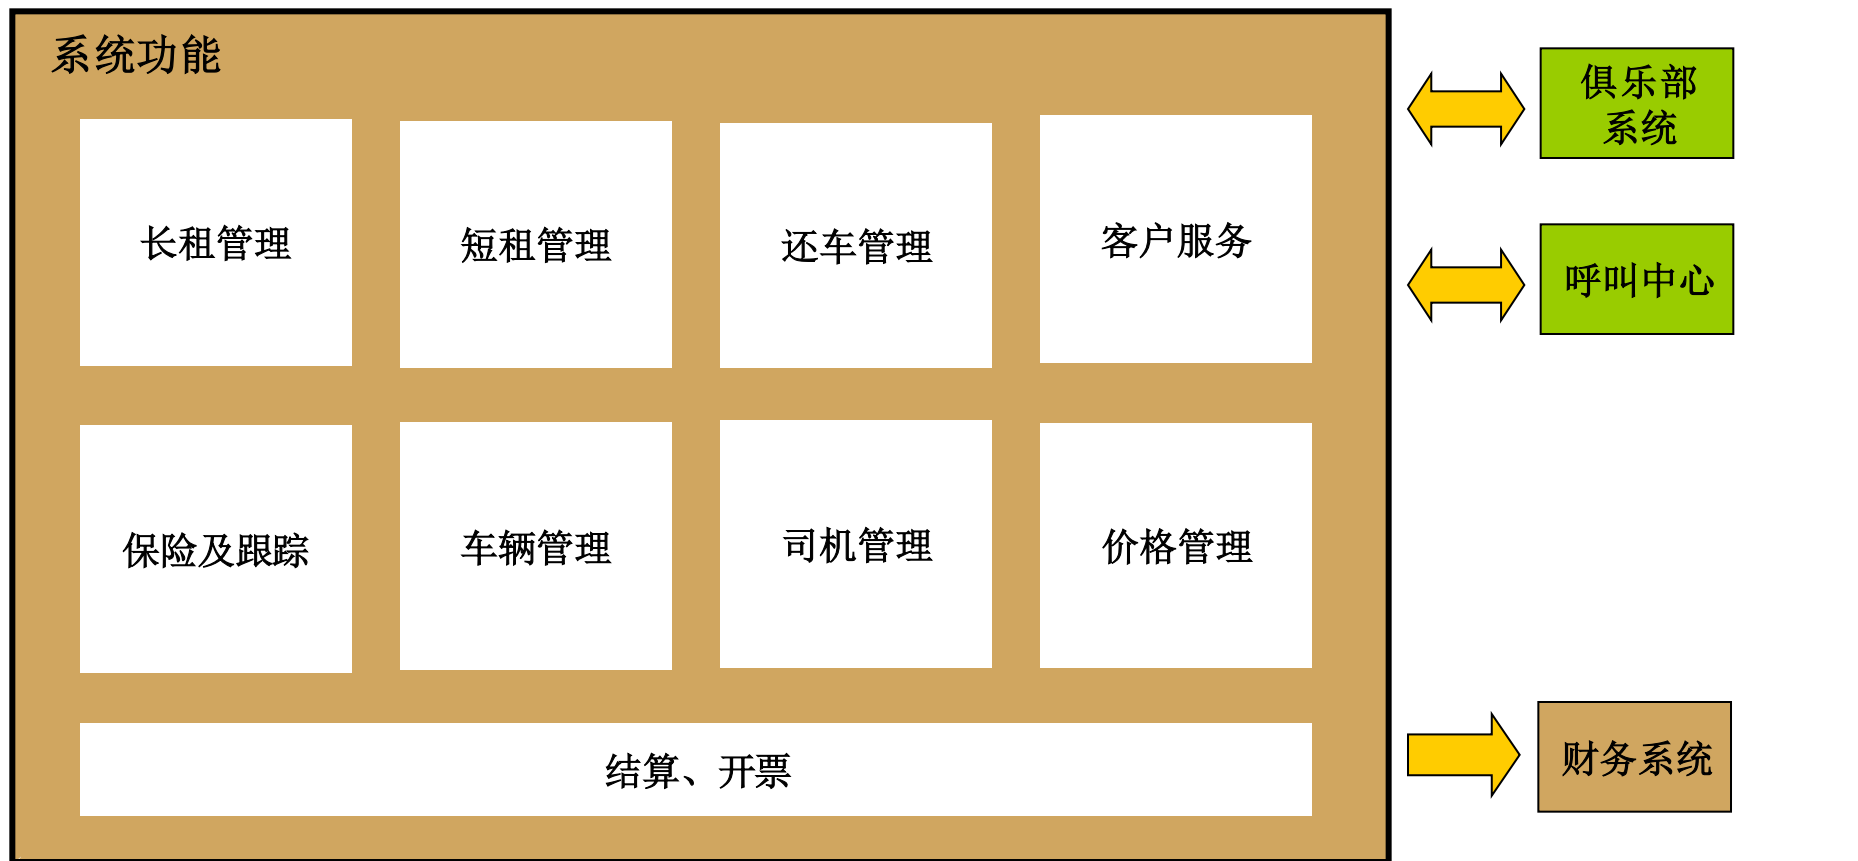 系统功能
俱乐部
系统
长租管理
短租管理
还车管理
客户服务
呼叫中心
保险及跟踪
车辆管理
司机管理
价格管理
结算、开票
财务系统